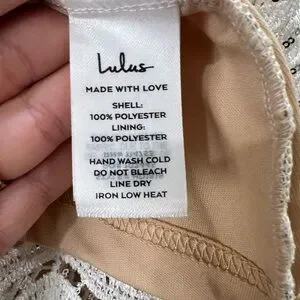 Lulus
MADE WITH LOVE
SHELL:
100% POLYESTER
LINING:
100% POLYESTER
HAND WASH COLD
DO NOT BLEACH
LINE DRY
IRON LOW HEAT